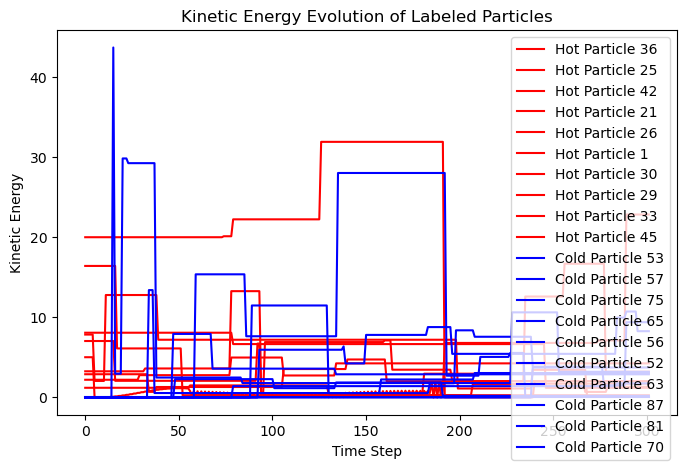 Kinetic Energy Evolution of Labeled Particles
Kinetic Energy
40
30
20
10
0
0
50
100
150
200
250
300
Time Step
Hot Particle 36
Hot Particle 25
Hot Particle 42
Hot Particle 21
Hot Particle 26
Hot Particle 1
Hot Particle 30
Hot Particle 29
Hot Particle 33
Hot Particle 45
Cold Particle 53
Cold Particle 57
Cold Particle 75
Cold Particle 65
Cold Particle 56
Cold Particle 52
Cold Particle 63
Cold Particle 87
Cold Particle 81
Cold Particle 70